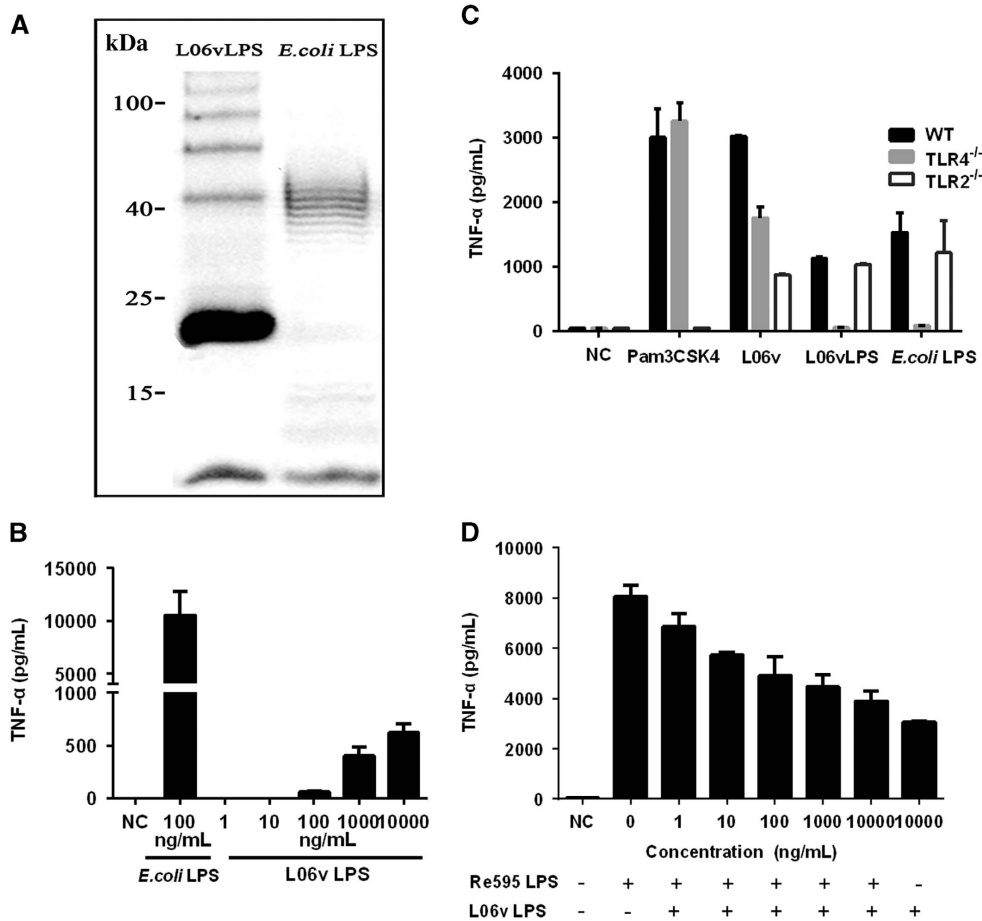 A
kDa
L06vLPS E.coli LPS
100-
40-
25-
15-
B
TNF-α (pg/mL)
15000
10000
5000
1000
500
0
NC 100 1 10 100 1000 10000
ng/mL ng/mL
E.coli LPS L06v LPS
C
TNF-α (pg/mL)
4000
3000
2000
1000
0
WT
TLR4-/-
TLR2-/-
NC Pam3CSK4 L06v L06vLPS E.coli LPS
D
TNF-α (pg/mL)
10000
8000
6000
4000
2000
0
NC 0 1 10 100 1000 10000 10000
Concentration (ng/mL)
Re595 LPS - + + + + + + -
L06v LPS - - + + + + + +